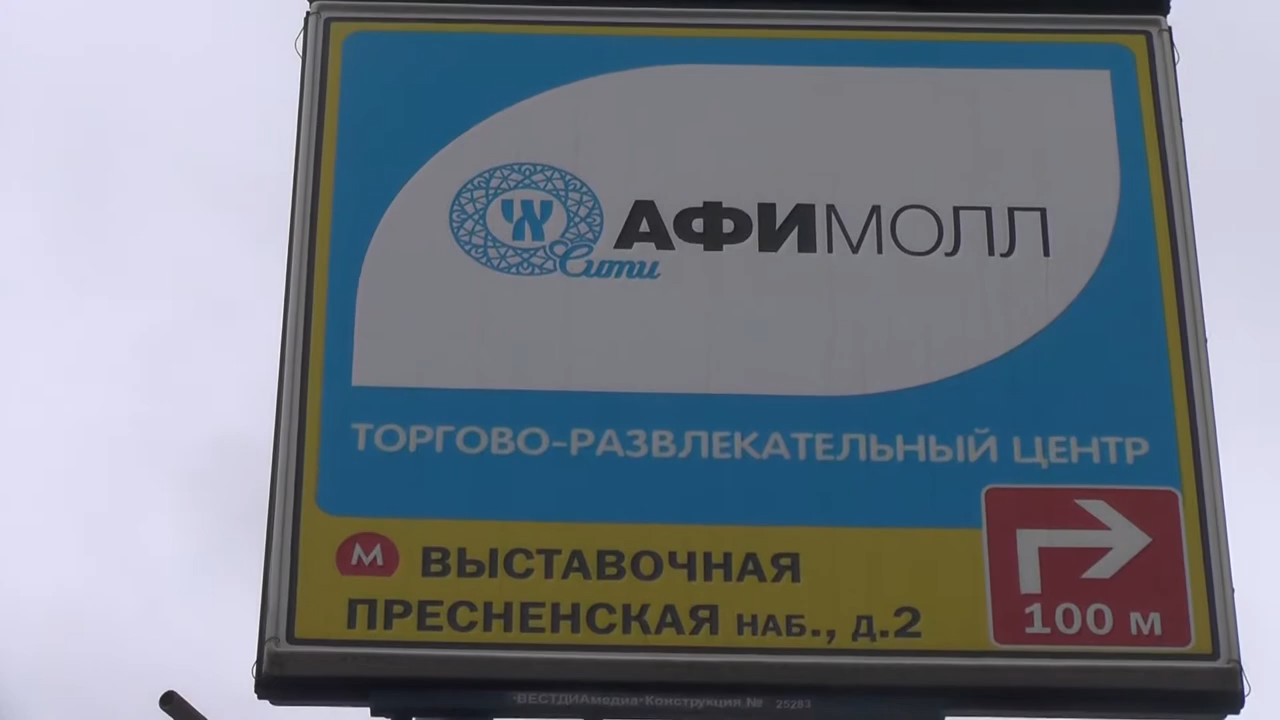 АФИМОЛЛ
Сити
ТОРГОВО-РАЗВЛЕКАТЕЛЬНЫЙ ЦЕНТР
М ВЫСТАВОЧНАЯ
ПРЕСНЕНСКАЯ НАБ., Д.2
100 м
·ВЕСТДИАмедиа·Конструкция № 25283